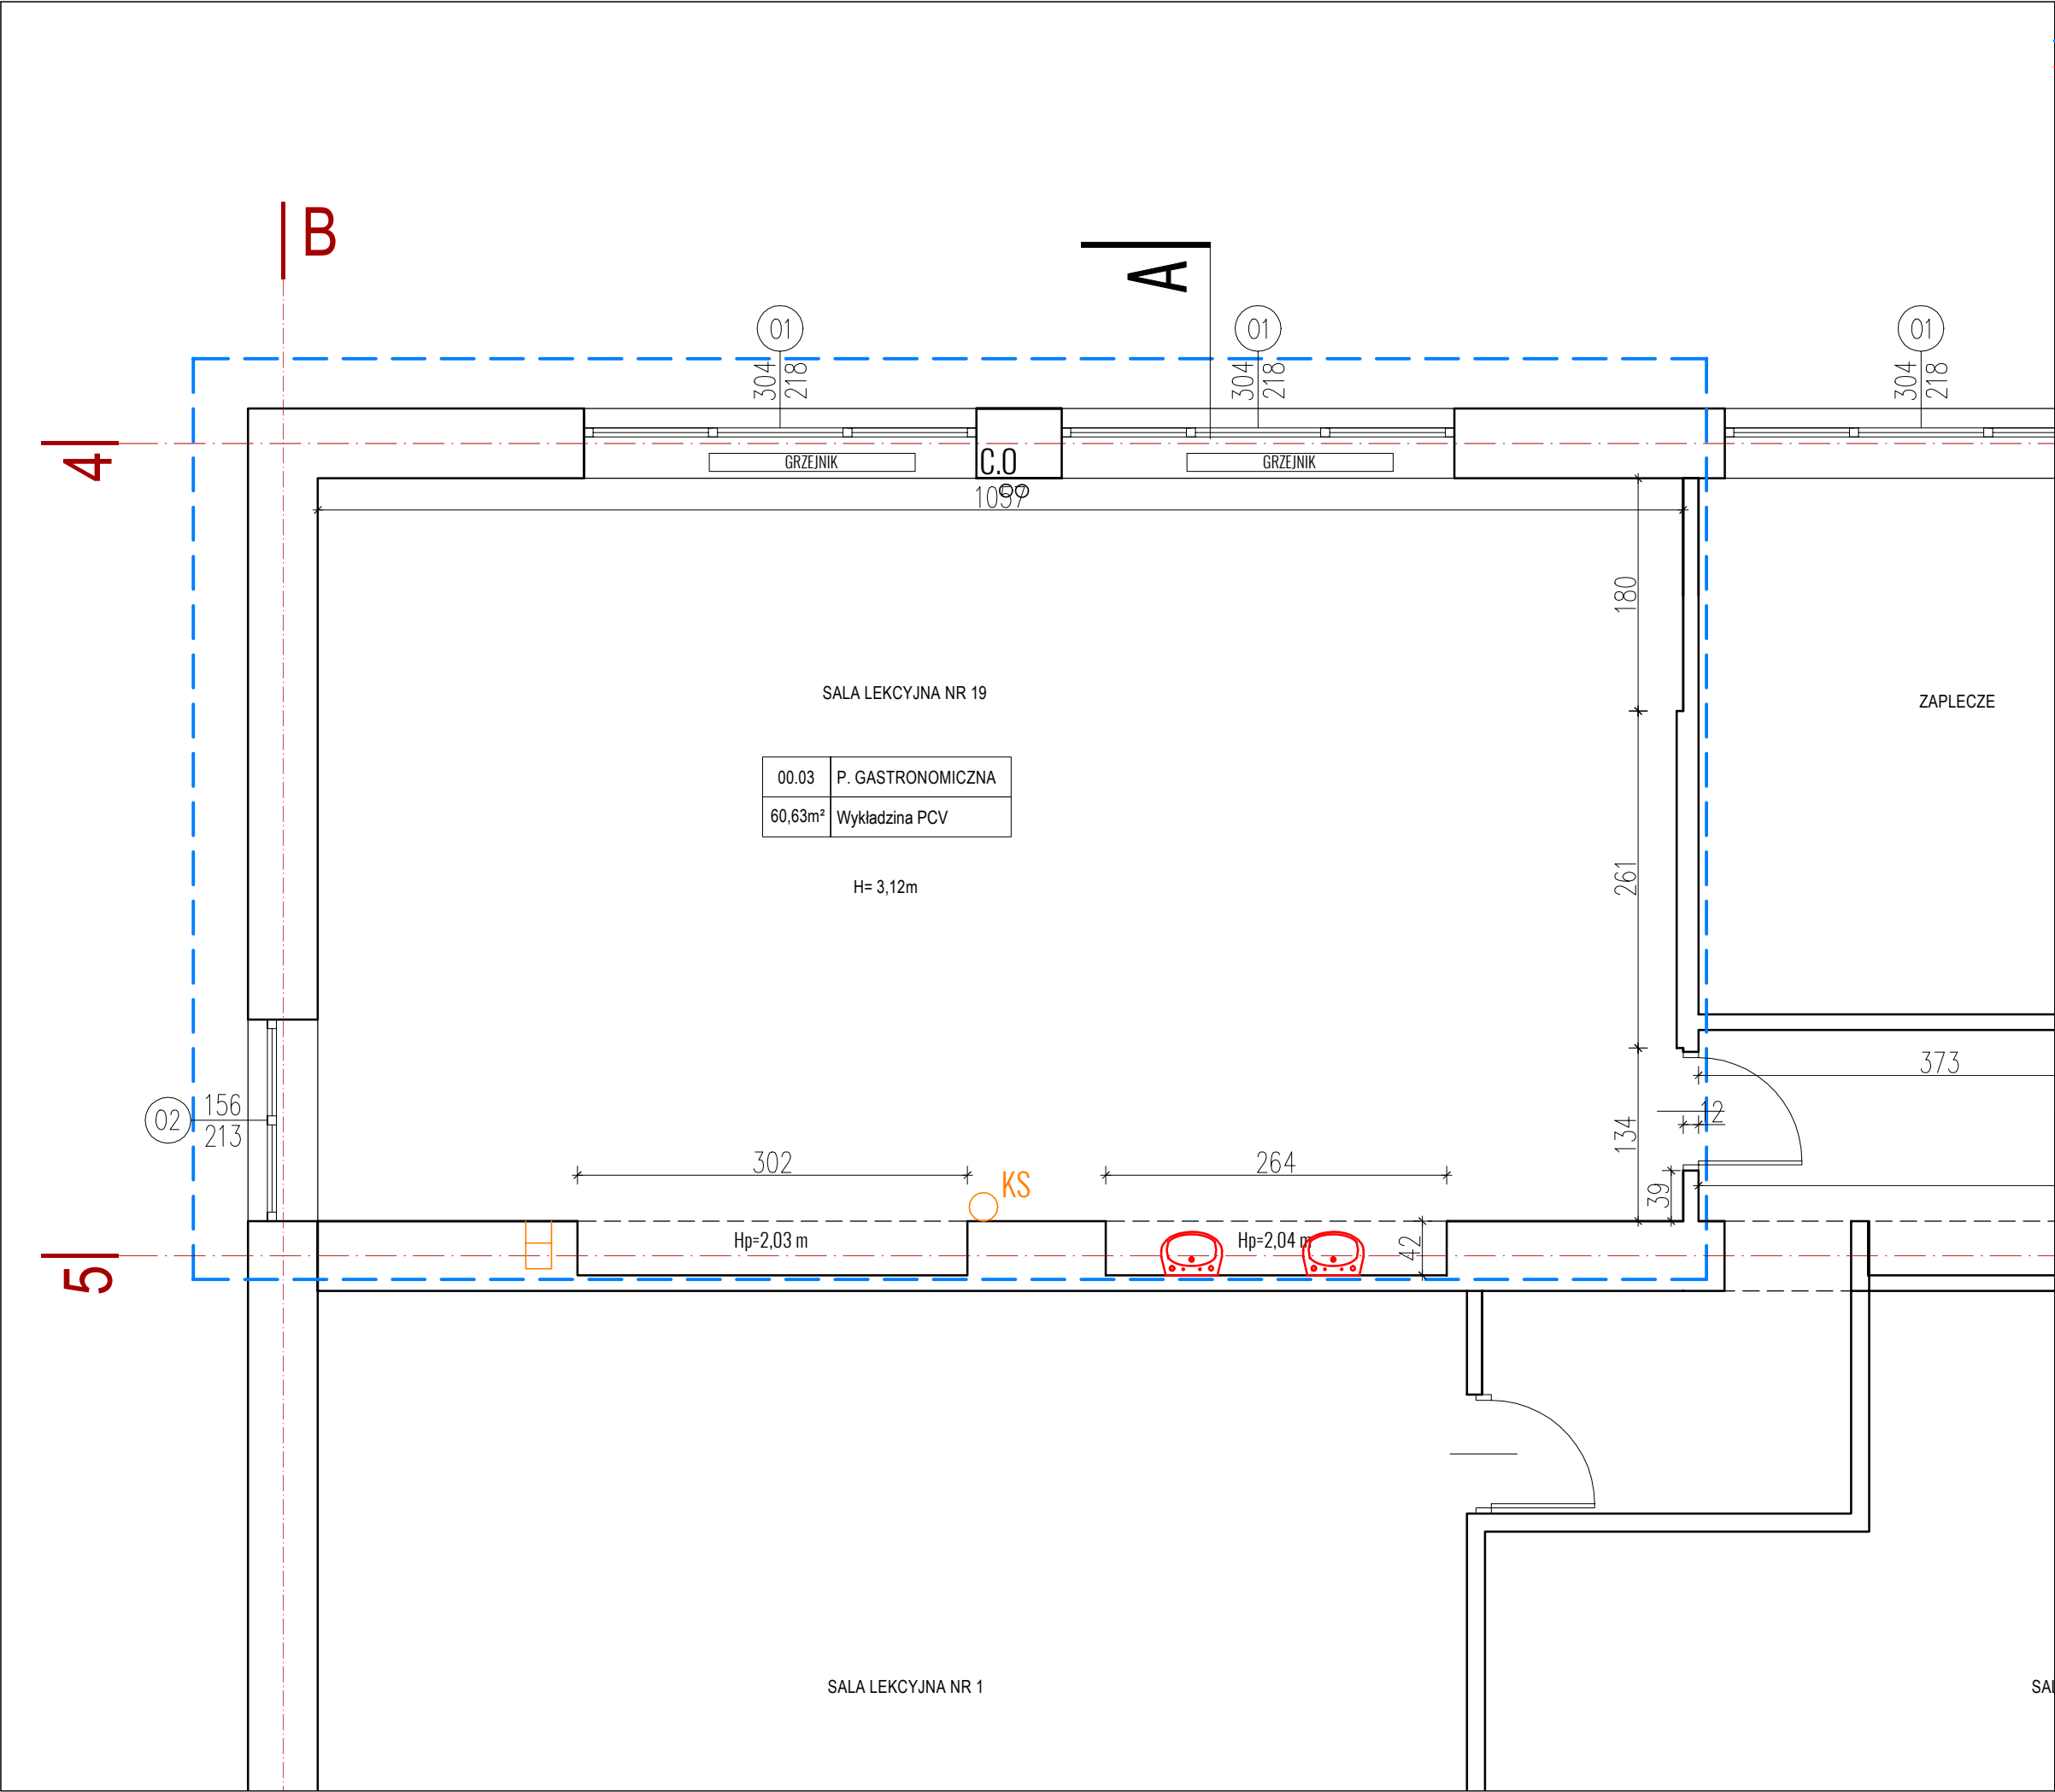 B
A
01
01
01
304
218
304
218
304
218
4
GRZEJNIK
GRZEJNIK
C.O
1057
180
SALA LEKCYJNA NR 19
ZAPLECZE
00.03 P. GASTRONOMICZNA
60,63m² Wykładzina PCV
261
H= 3,12m
373
02
156
213
12
134
302
264
KS
39
Hp=2,03 m
Hp=2,04 m
42
5
SALA LEKCYJNA NR 1
SAL